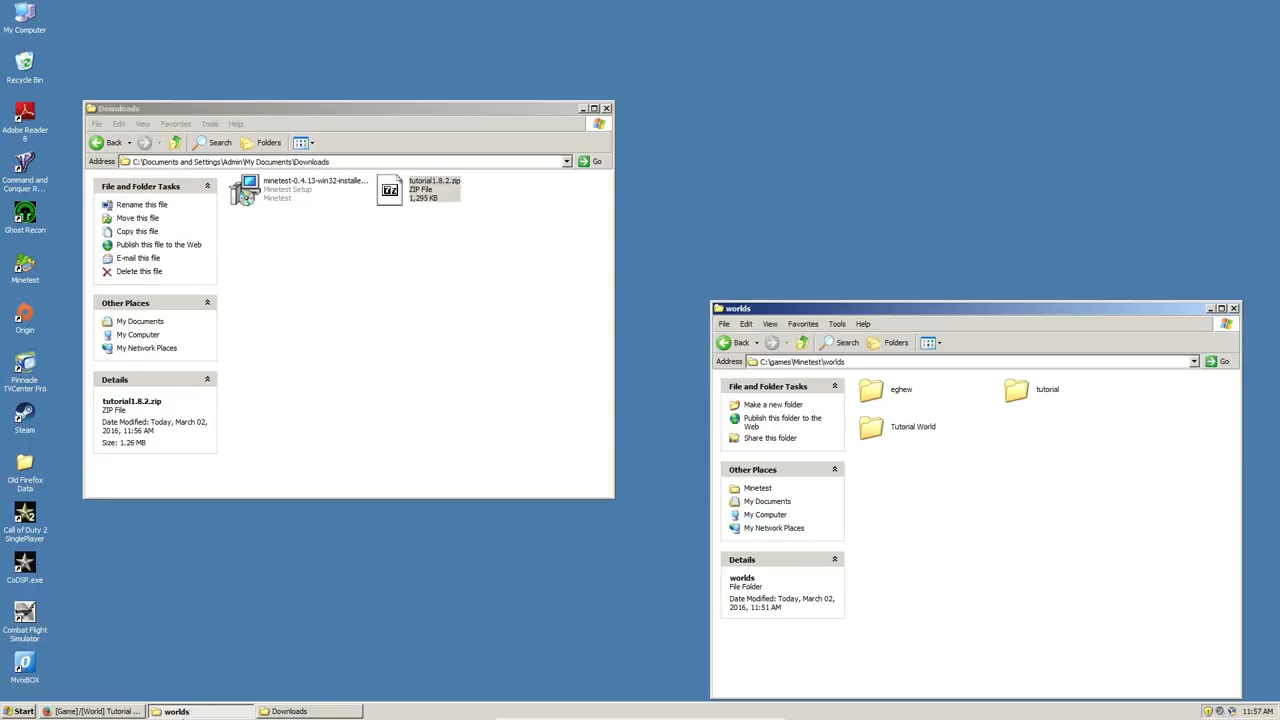 My Computer
Recycle Bin
Adobe Reader
8
Command and
Conquer R...
Ghost Recon
Minetest
Origin
Pinnacle
TVCenter Pro
Steam
Old Firefox
Data
Call of Duty 2
SinglePlayer
CoDSP.exe
Combat Flight
Simulator
MvixBOX
Downloads
File Edit View Favorites Tools Help
Back Search Folders
Address C:\Documents and Settings\Admin\My Documents\Downloads Go
File and Folder Tasks
Rename this file
Move this file
Copy this file
Publish this file to the Web
E-mail this file
Delete this file
Other Places
My Documents
My Computer
My Network Places
Details
tutorial1.8.2.zip
ZIP File
Date Modified: Today, March 02,
2016, 11:56 AM
Size: 1.26 MB
minetest-0.4.13-win32-installe...
Minetest Setup
Minetest
7z
tutorial1.8.2.zip
ZIP File
1,295 KB
worlds
File Edit View Favorites Tools Help
Back Search Folders
Address C:\games\Minetest\worlds Go
File and Folder Tasks
Make a new folder
Publish this folder to the
Web
Share this folder
Other Places
Minetest
My Documents
My Computer
My Network Places
Details
worlds
File Folder
Date Modified: Today, March 02,
2016, 11:51 AM
eghew
tutorial
Tutorial World
Start [Game]/[World] Tutorial ... worlds Downloads 11:57 AM